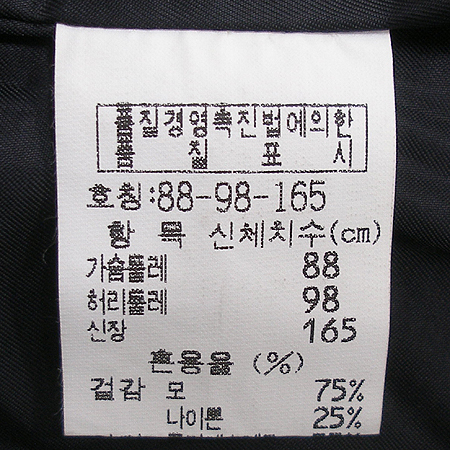 품질경영촉진법에의한
품 질 표 시
호칭:88-98-165
항 목 신체치수(cm)
가슴둘레 88
허리둘레 98
신장 165
혼용율 (%)
겉감 모 75%
나이론 25%